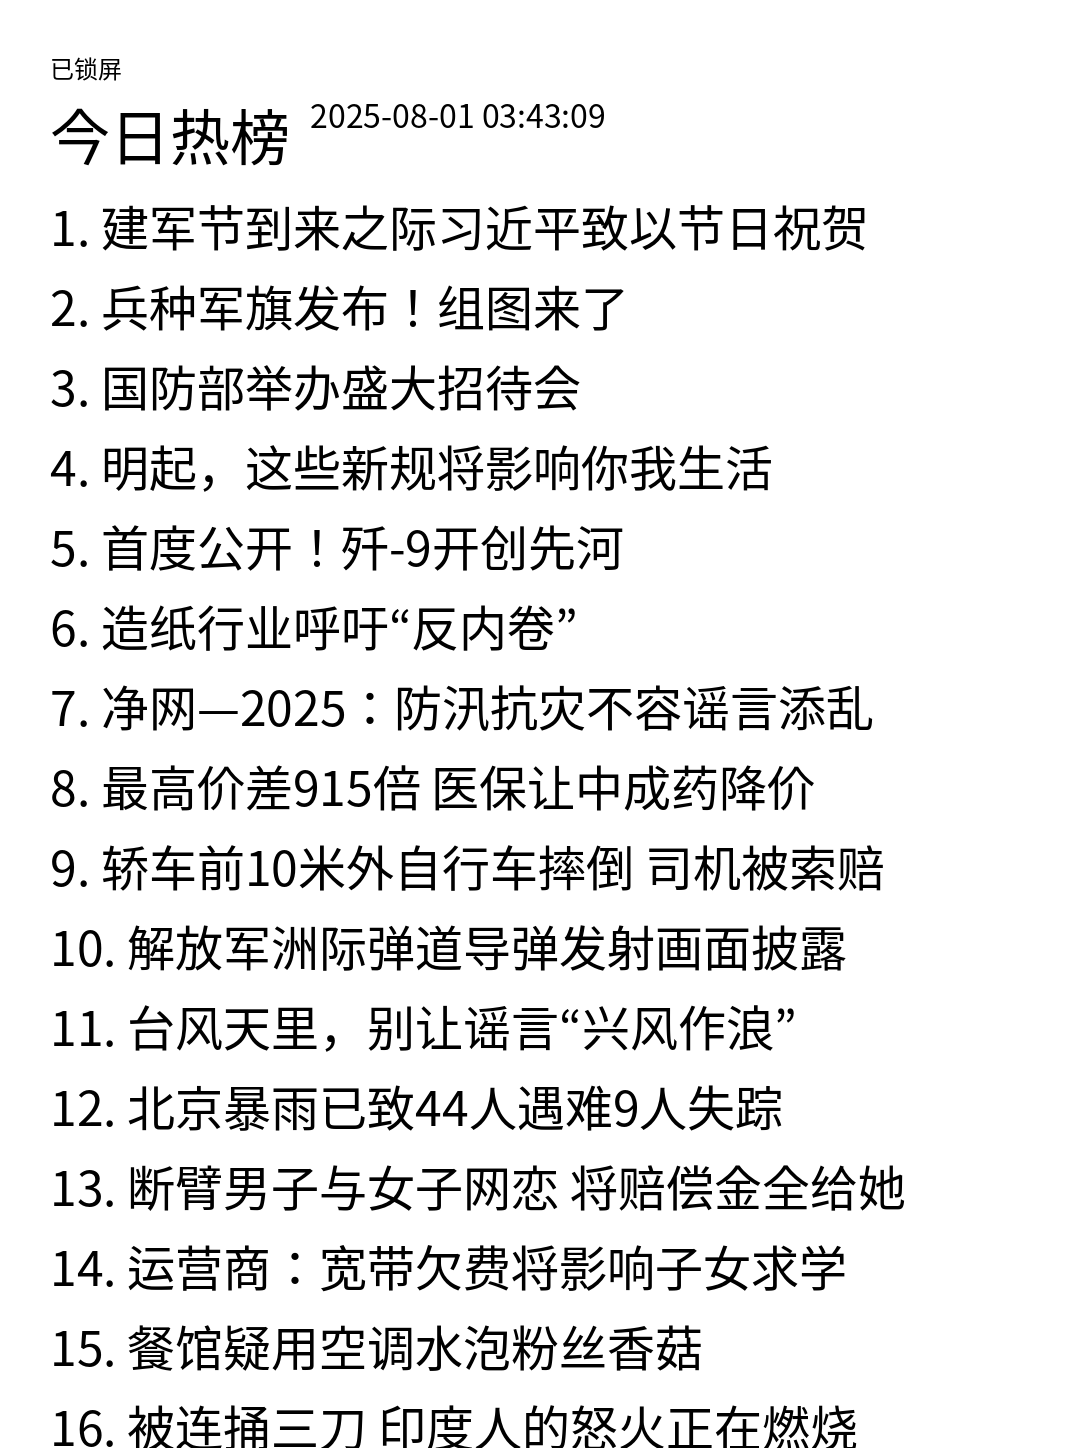 已锁屏
今日热榜 2025-08-01 03:43:09
1. 建军节到来之际习近平致以节日祝贺
2. 兵种军旗发布！组图来了
3. 国防部举办盛大招待会
4. 明起，这些新规将影响你我生活
5. 首度公开！歼-9开创先河
6. 造纸行业呼吁“反内卷”
7. 净网—2025：防汛抗灾不容谣言添乱
8. 最高价差915倍 医保让中成药降价
9. 轿车前10米外自行车摔倒 司机被索赔
10. 解放军洲际弹道导弹发射画面披露
11. 台风天里，别让谣言“兴风作浪”
12. 北京暴雨已致44人遇难9人失踪
13. 断臂男子与女子网恋 将赔偿金全给她
14. 运营商：宽带欠费将影响子女求学
15. 餐馆疑用空调水泡粉丝香菇
16. 被连捅三刀 印度人的怒火正在燃烧